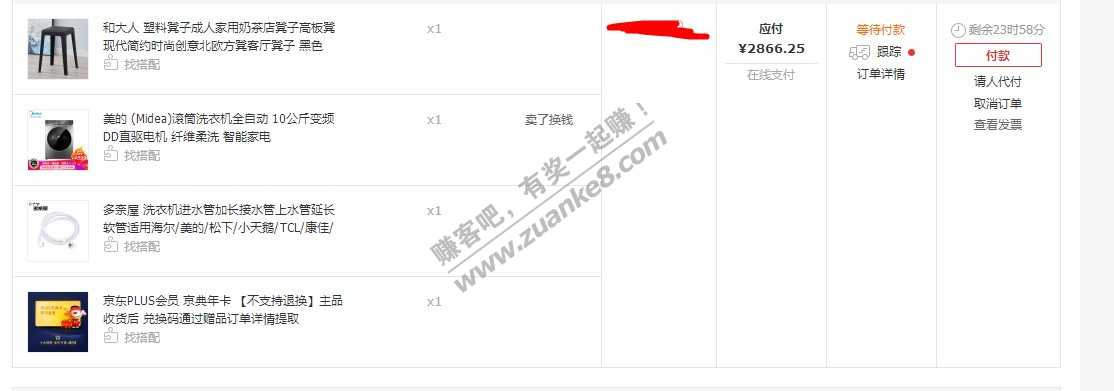 和大人 塑料凳子成人家用奶茶店凳子高板凳
现代简约时尚创意北欧方凳客厅凳子 黑色
找搭配
x1
应付
¥2866.25
在线支付
等待付款
跟踪
订单详情
剩余23时58分
付款
请人代付
取消订单
查看发票
Midea
美的 (Midea)滚筒洗衣机全自动 10公斤变频
DD直驱电机 纤维柔洗 智能家电
找搭配
x1
卖了换钱
多亲屋 洗衣机进水管加长接水管上水管延长
软管适用海尔/美的/松下/小天鹅/TCL/康佳/
找搭配
x1
京东PLUS会员 京典年卡 【不支持退换】主品
收货后 兑换码通过赠品订单详情提取
找搭配
x1
赚客吧，有奖一起赚！
www.zuanke8.com